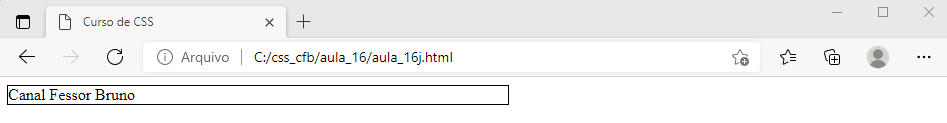 Curso de CSS
Arquivo C:/css_cfb/aula_16/aula_16j.html
Canal Fessor Bruno